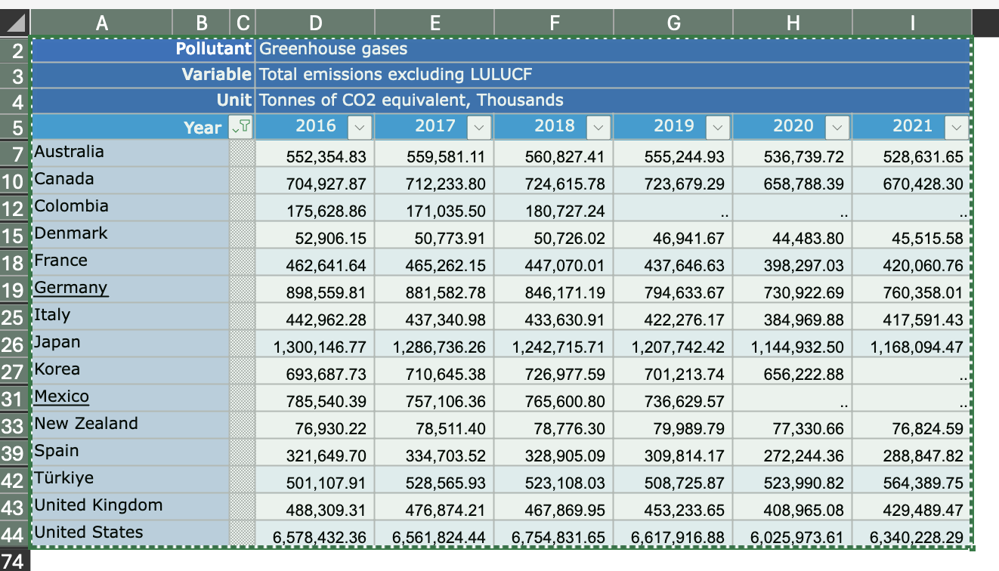 A B C D E F G H I
2 Pollutant Greenhouse gases
3 Variable Total emissions excluding LULUCF
4 Unit Tonnes of CO2 equivalent, Thousands
5 Year 2016 2017 2018 2019 2020 2021
7 Australia 552,354.83 559,581.11 560,827.41 555,244.93 536,739.72 528,631.65
10 Canada 704,927.87 712,233.80 724,615.78 723,679.29 658,788.39 670,428.30
12 Colombia 175,628.86 171,035.50 180,727.24 .. .. ..
15 Denmark 52,906.15 50,773.91 50,726.02 46,941.67 44,483.80 45,515.58
18 France 462,641.64 465,262.15 447,070.01 437,646.63 398,297.03 420,060.76
19 Germany 898,559.81 881,582.78 846,171.19 794,633.67 730,922.69 760,358.01
25 Italy 442,962.28 437,340.98 433,630.91 422,276.17 384,969.88 417,591.43
26 Japan 1,300,146.77 1,286,736.26 1,242,715.71 1,207,742.42 1,144,932.50 1,168,094.47
27 Korea 693,687.73 710,645.38 726,977.59 701,213.74 656,222.88 ..
31 Mexico 785,540.39 757,106.36 765,600.80 736,629.57 .. ..
33 New Zealand 76,930.22 78,511.40 78,776.30 79,989.79 77,330.66 76,824.59
39 Spain 321,649.70 334,703.52 328,905.09 309,814.17 272,244.36 288,847.82
42 Türkiye 501,107.91 528,565.93 523,108.03 508,725.87 523,990.82 564,389.75
43 United Kingdom 488,309.31 476,874.21 467,869.95 453,233.65 408,965.08 429,489.47
44 United States 6,578,432.36 6,561,824.44 6,754,831.65 6,617,916.88 6,025,973.61 6,340,228.29
74